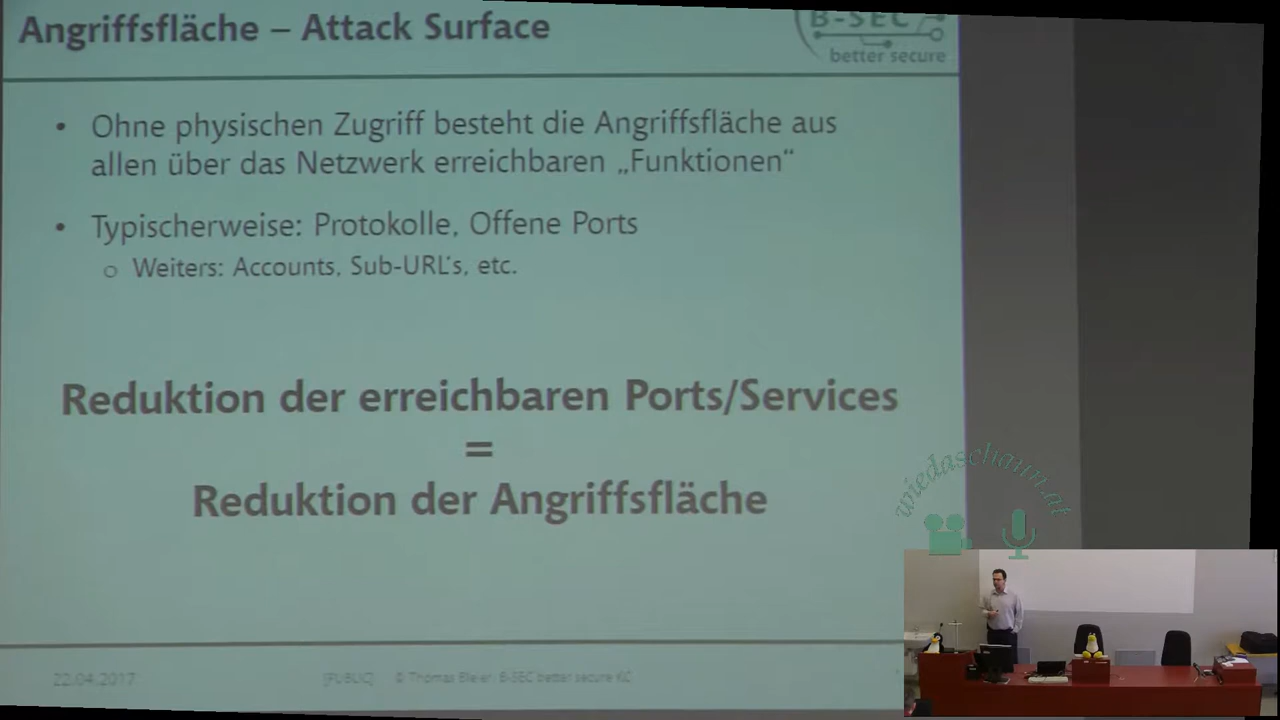 Angriffsfläche – Attack Surface
B-SEC
better secure
• Ohne physischen Zugriff besteht die Angriffsfläche aus
allen über das Netzwerk erreichbaren „Funktionen“
• Typischerweise: Protokolle, Offene Ports
o Weiters: Accounts, Sub-URL's, etc.
Reduktion der erreichbaren Ports/Services
=
Reduktion der Angriffsfläche
wiedaschaun.at
22.04.2017 [PUBLIC] © Thomas Bleier, B-SEC better secure KG